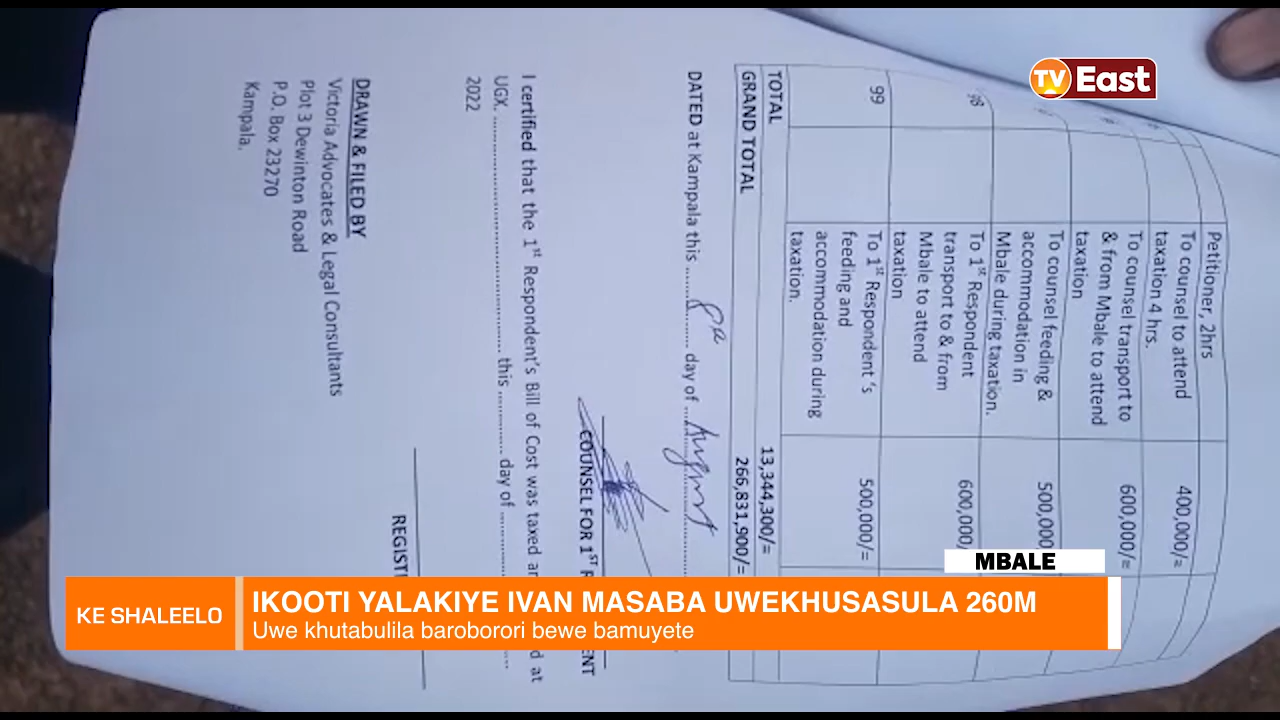 Petitioner, 2hrs
To counsel to attend taxation 4 hrs.
400,000/=
To counsel transport to & from Mbale to attend taxation
600,000/=
To counsel feeding & accommodation in Mbale during taxation.
500,000
98
To 1st Respondent transport to & from Mbale to attend taxation
600,000/
99
To 1st Respondent 's feeding and accommodation during taxation.
500,000/=
TOTAL 13,344,300/=
GRAND TOTAL 266,831,900/=
DATED at Kampala this ........ 8th ........ day of ... August ............
COUNSEL FOR 1ST R
ENT
I certified that the 1st Respondent's Bill of Cost was taxed an
d at
UGX. ........................................ this ............ day of ............
2022
REGIST
DRAWN & FILED BY
Victoria Advocates & Legal Consultants
Plot 3 Dewinton Road
P.O. Box 23270
Kampala.
TV East
MBALE
KE SHALEELO
IKOOTI YALAKIYE IVAN MASABA UWEKHUSASULA 260M
Uwe khutabulila baroborori bewe bamuyete